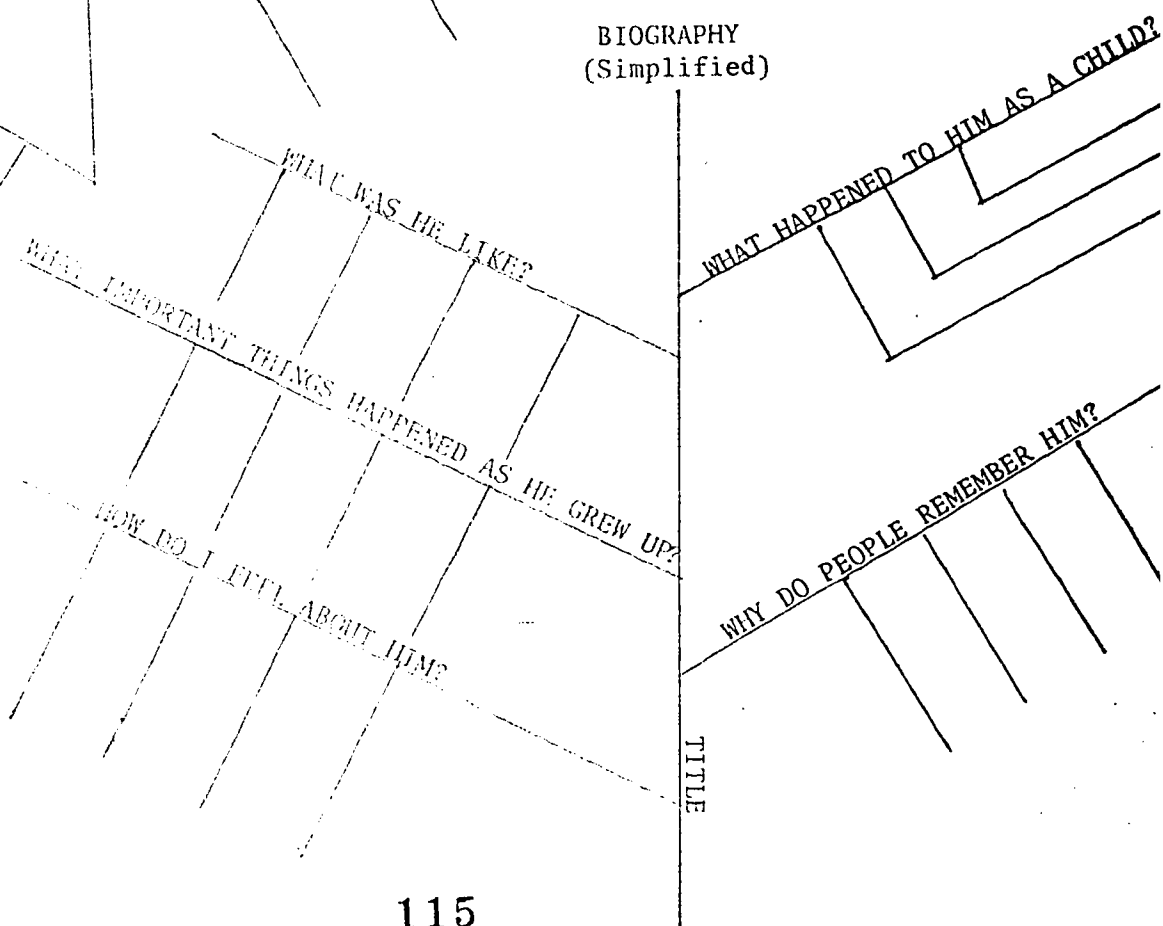 BIOGRAPHY
(Simplified)
WHAT HAPPENED TO HIM AS A CHILD?
WHAT WAS HE LIKE?
WHAT IMPORTANT THINGS HAPPENED AS HE GREW UP?
WHY DO PEOPLE REMEMBER HIM?
HOW DO I FEEL ABOUT HIM?
TITLE
115